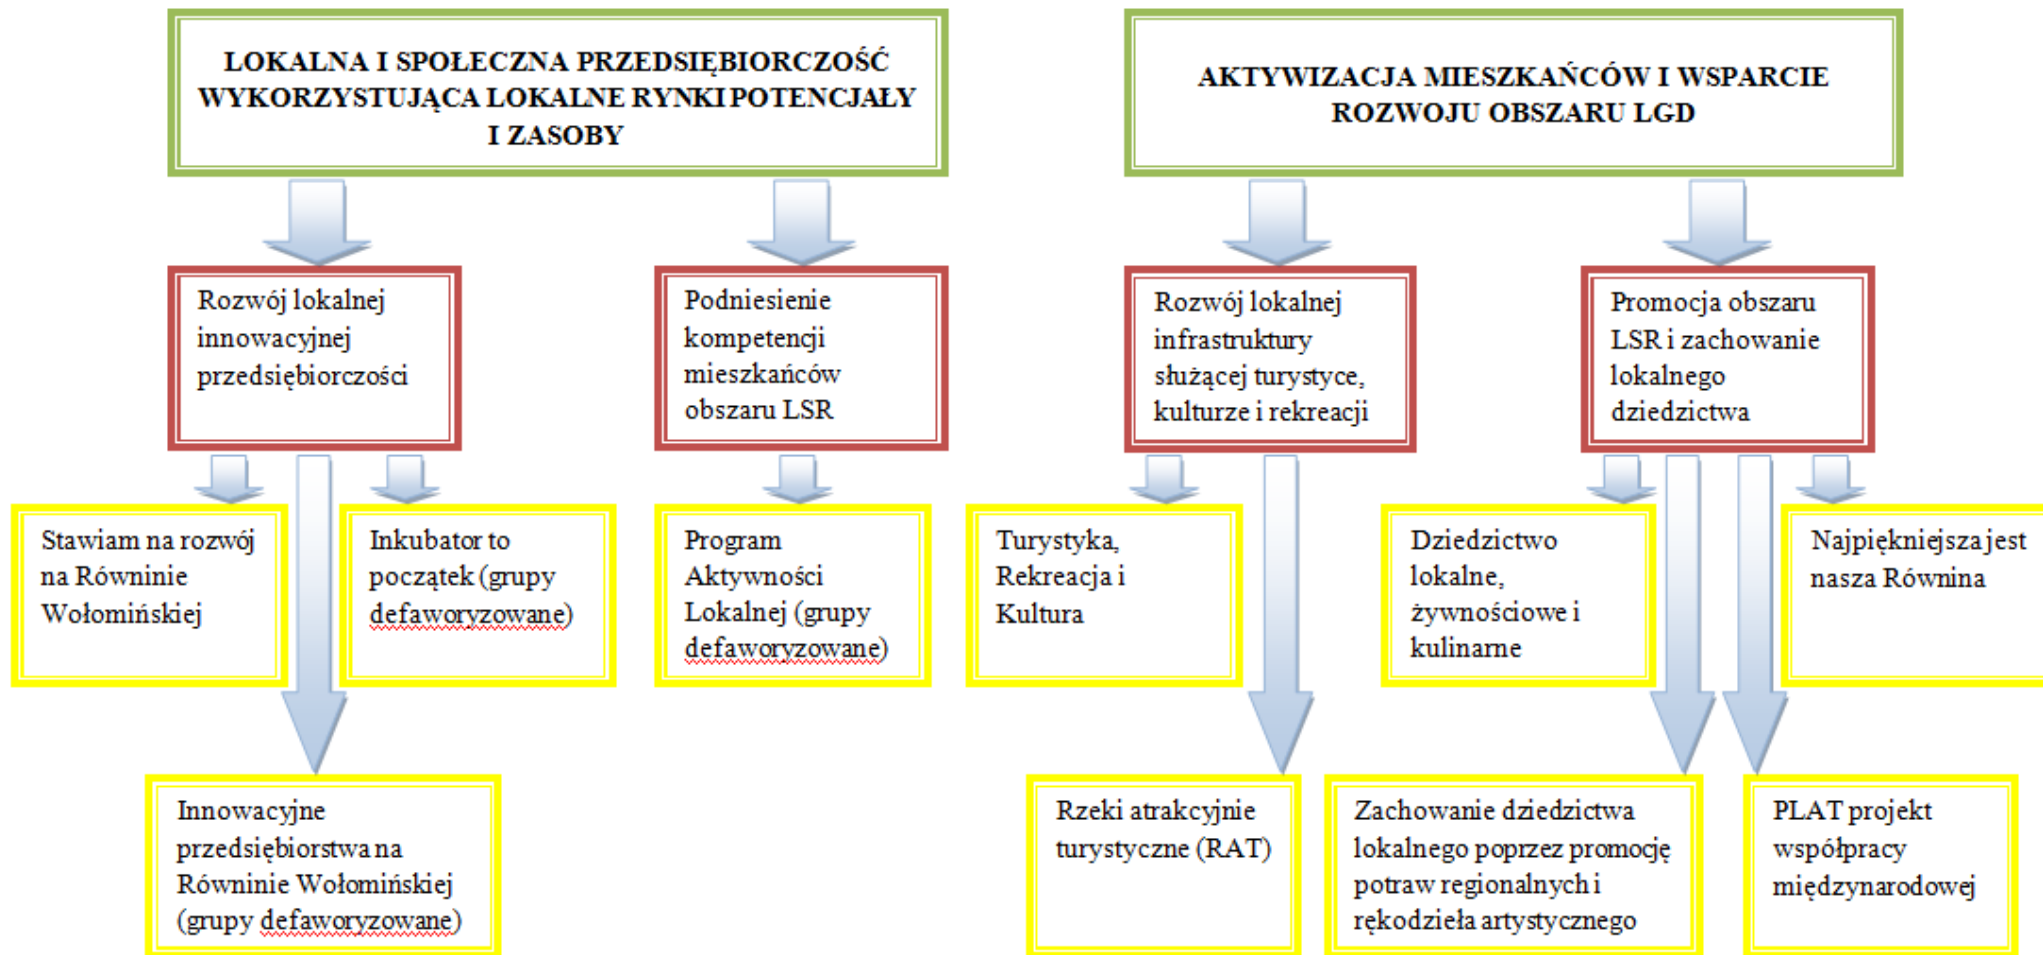 LOKALNA I SPOŁECZNA PRZEDSIĘBIORCZOŚĆ
WYKORZYSTUJĄCA LOKALNE RYNKI POTENCJAŁY
I ZASOBY
AKTYWIZACJA MIESZKAŃCÓW I WSPARCIE
ROZWOJU OBSZARU LGD
Rozwój lokalnej
innowacyjnej
przedsiębiorczości
Podniesienie
kompetencji
mieszkańców
obszaru LSR
Rozwój lokalnej
infrastruktury
służącej turystyce,
kulturze i rekreacji
Promocja obszaru
LSR i zachowanie
lokalnego
dziedzictwa
Stawiam na rozwój
na Równinie
Wołomińskiej
Inkubator to
początek (grupy
defaworyzowane)
Program
Aktywności
Lokalnej (grupy
defaworyzowane)
Turystyka,
Rekreacja i
Kultura
Dziedzictwo
lokalne,
żywnościowe i
kulinarne
Najpiękniejsza jest
nasza Równina
Innowacyjne
przedsiębiorstwa na
Równinie Wołomińskiej
(grupy defaworyzowane)
Rzeki atrakcyjnie
turystyczne (RAT)
Zachowanie dziedzictwa
lokalnego poprzez promocję
potraw regionalnych i
rękodzieła artystycznego
PLAT projekt
współpracy
międzynarodowej